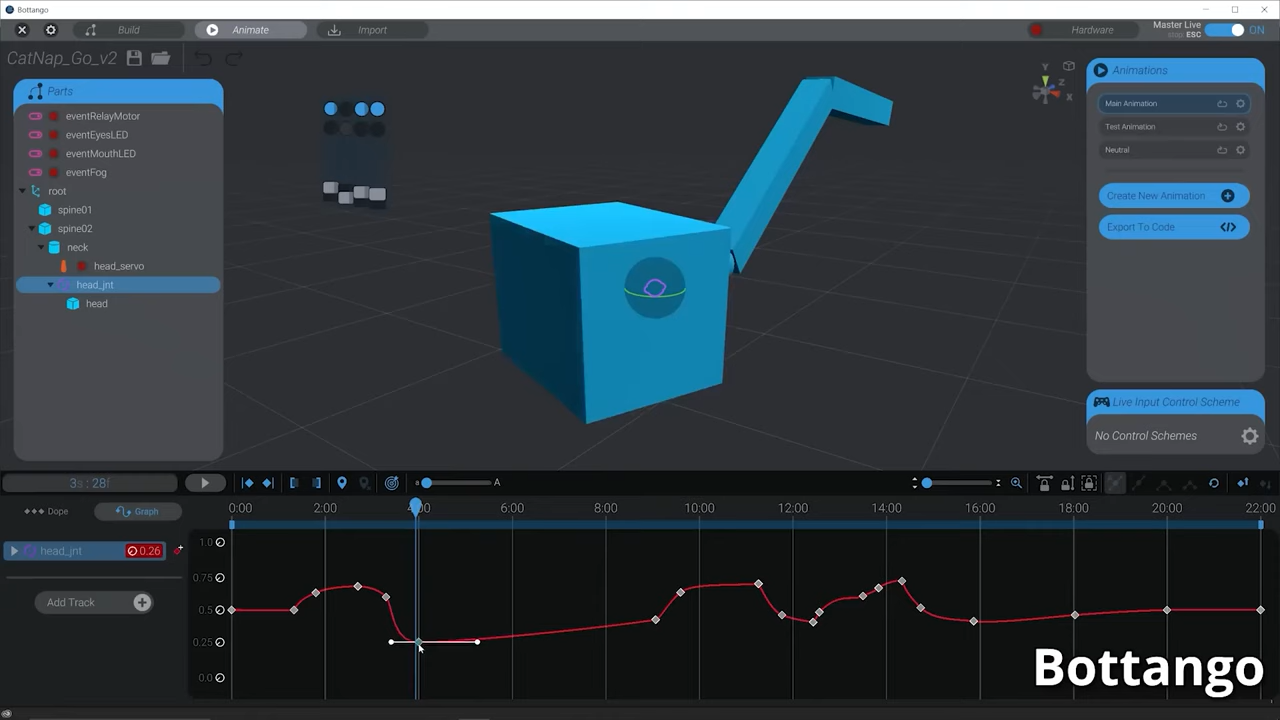 Bottango
Build
Animate
Import
Hardware
Master Live
stop: ESC
ON
CatNap_Go_v2
Parts
eventRelayMotor
eventEyesLED
eventMouthLED
eventFog
root
spine01
spine02
neck
head_servo
head_jnt
head
Y
Z
X
Animations
Main Animation
Test Animation
Neutral
Create New Animation
Export To Code
Live Input Control Scheme
No Control Schemes
3s: 28f
A
Dope
Graph
0:00 2:00 4:00 6:00 8:00 10:00 12:00 14:00 16:00 18:00 20:00 22:00
head_jnt
0.26
Add Track
1.0
0.75
0.5
0.25
0.0
Bottango